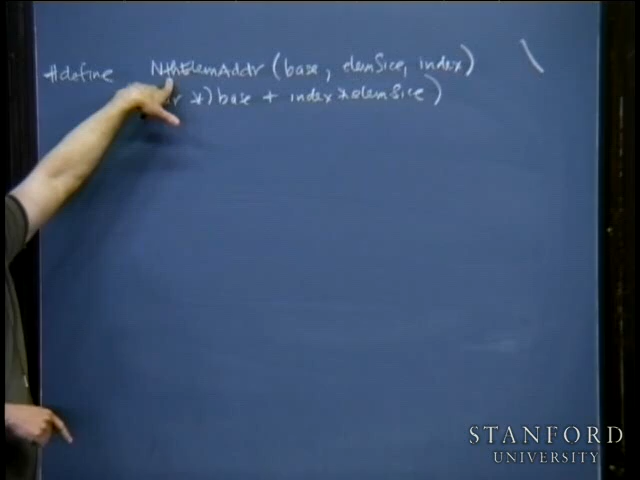 #define NthElemAddr (base, elemSize, index) \
*) base + index * elemSize )
STANFORD
UNIVERSITY